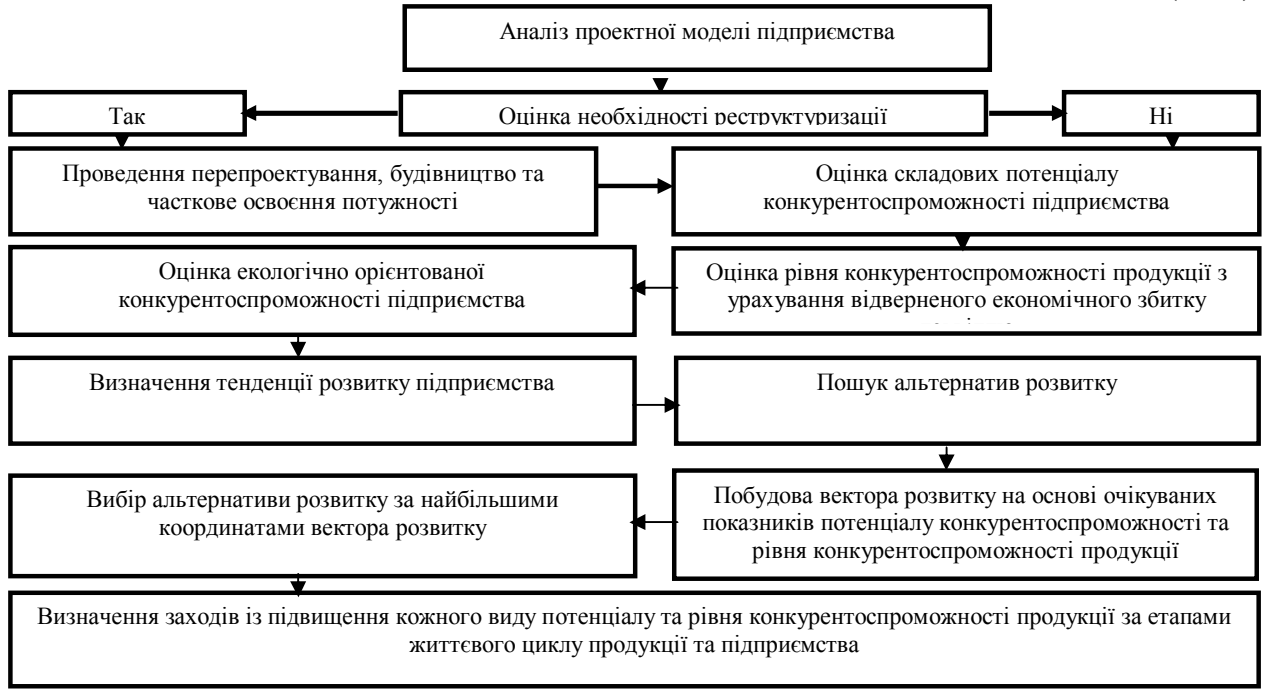 Аналіз проектної моделі підприємства
Так
Оцінка необхідності реструктуризації
Ні
Проведення перепроектування, будівництво та
часткове освоєння потужності
Оцінка складових потенціалу
конкурентоспроможності підприємства
Оцінка екологічно орієнтованої
конкурентоспроможності підприємства
Оцінка рівня конкурентоспроможності продукції з
урахування відверненого економічного збитку
Визначення тенденції розвитку підприємства
Пошук альтернатив розвитку
Вибір альтернативи розвитку за найбільшими
координатами вектора розвитку
Побудова вектора розвитку на основі очікуваних
показників потенціалу конкурентоспроможності та
рівня конкурентоспроможності продукції
Визначення заходів із підвищення кожного виду потенціалу та рівня конкурентоспроможності продукції за етапами
життєвого циклу продукції та підприємства